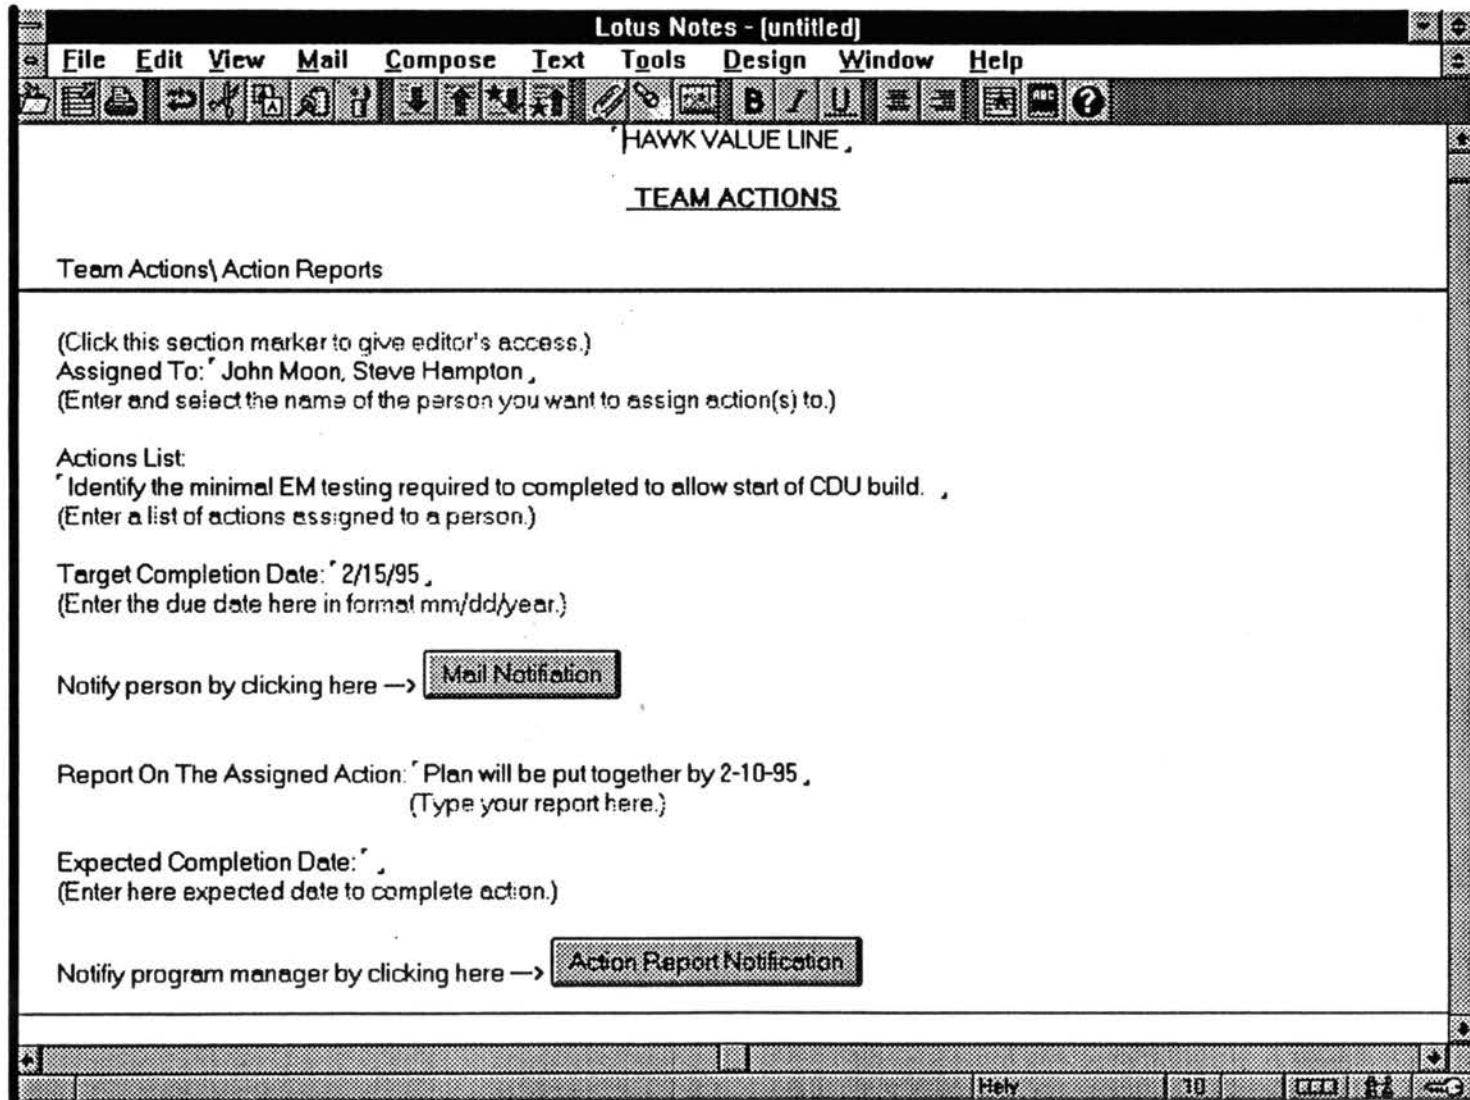 Lotus Notes - [untitled]
File Edit View Mail Compose Text Tools Design Window Help
B I U ABC ?
HAWK VALUE LINE
TEAM ACTIONS
Team Actions\ Action Reports
(Click this section marker to give editor's access.)
Assigned To: John Moon, Steve Hampton
(Enter and select the name of the person you want to assign action(s) to.)
Actions List:
Identify the minimal EM testing required to completed to allow start of CDU build.
(Enter a list of actions assigned to a person.)
Target Completion Date: 2/15/95
(Enter the due date here in format mm/dd/year.)
Notify person by clicking here --> Mail Notifiation
Report On The Assigned Action: Plan will be put together by 2-10-95
(Type your report here.)
Expected Completion Date:
(Enter here expected date to complete action.)
Notifiy program manager by clicking here --> Action Report Notification
Helv 10